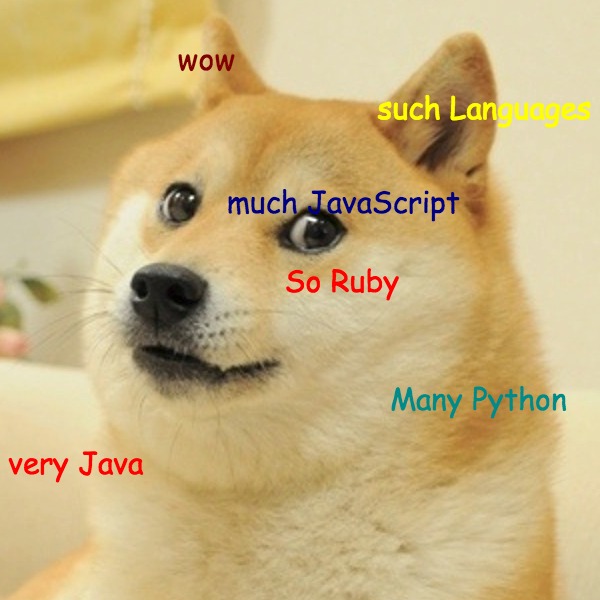 wow
such Languages
much JavaScript
So Ruby
Many Python
very Java